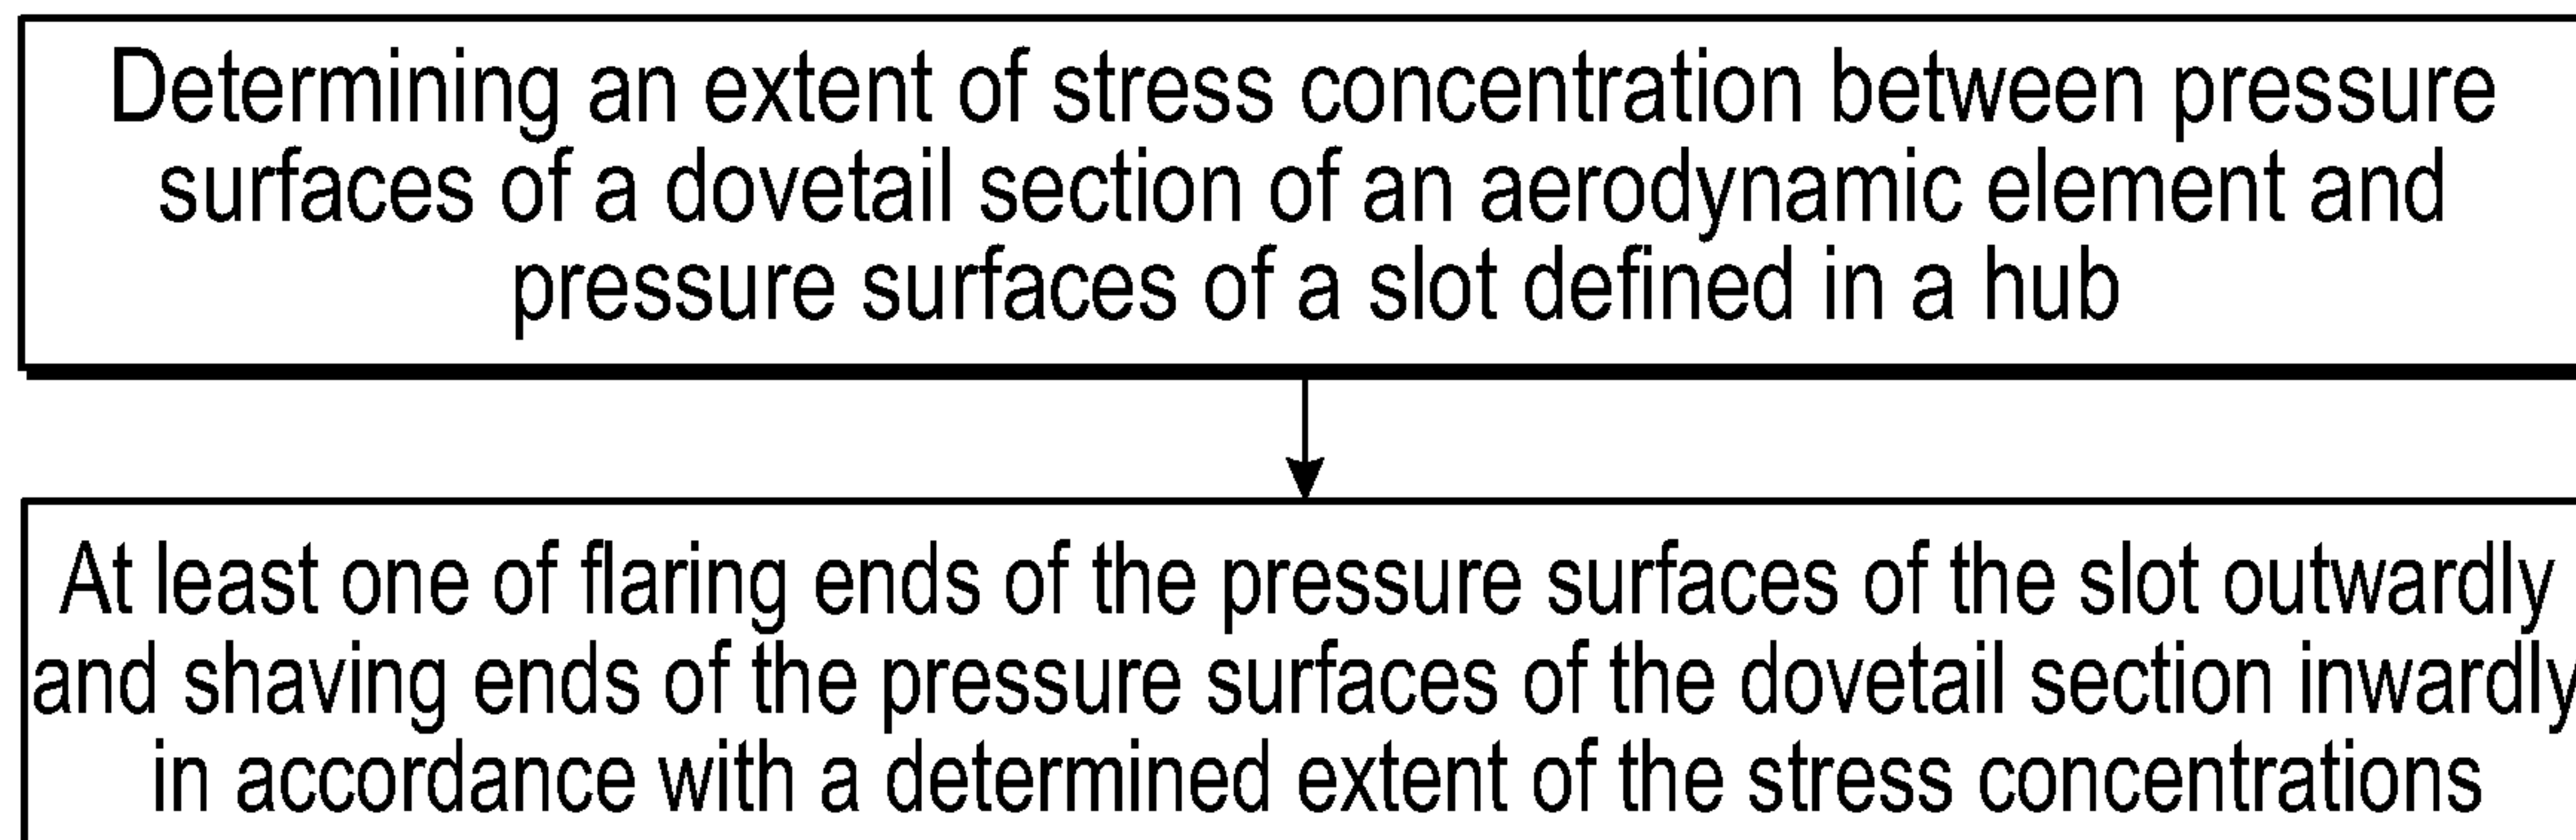 Determining an extent of stress concentration between pressure
surfaces of a dovetail section of an aerodynamic element and
pressure surfaces of a slot defined in a hub
At least one of flaring ends of the pressure surfaces of the slot outwardly
and shaving ends of the pressure surfaces of the dovetail section inwardly
in accordance with a determined extent of the stress concentrations